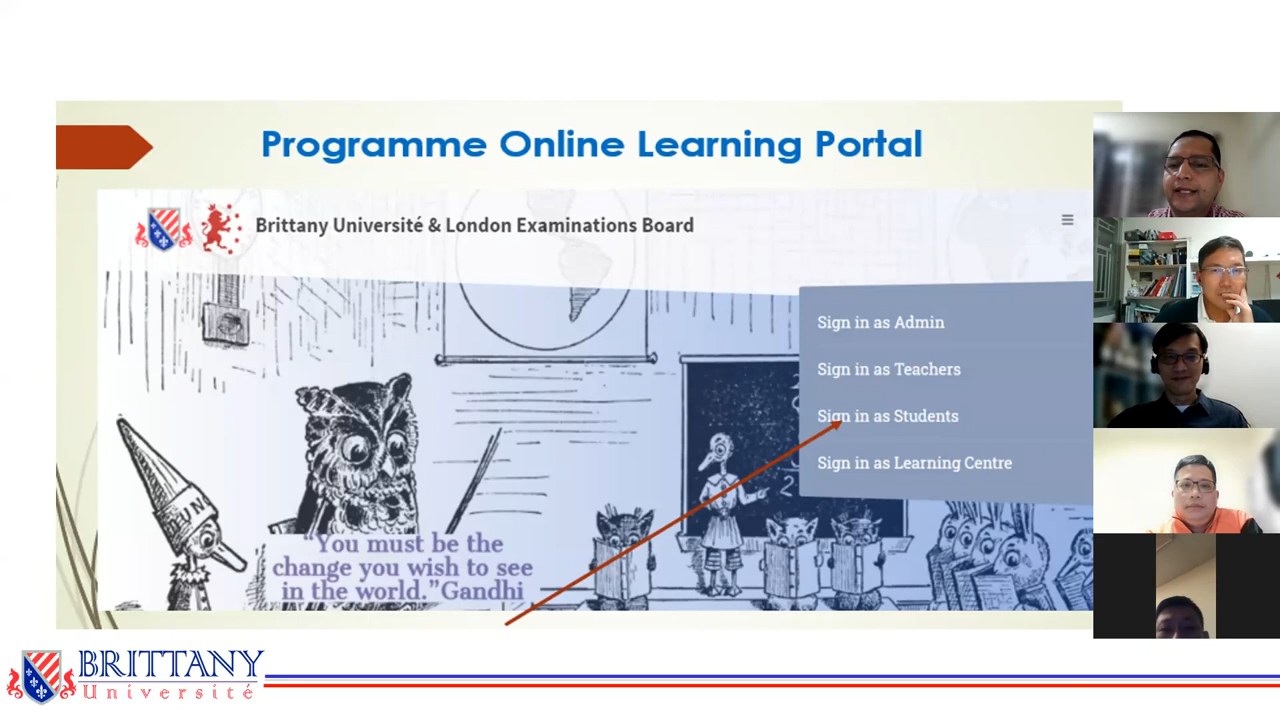 Programme Online Learning Portal
Brittany Université & London Examinations Board
Sign in as Admin
Sign in as Teachers
Sign in as Students
Sign in as Learning Centre
"You must be the
change you wish to see
in the world."Gandhi
BRITTANY
Université